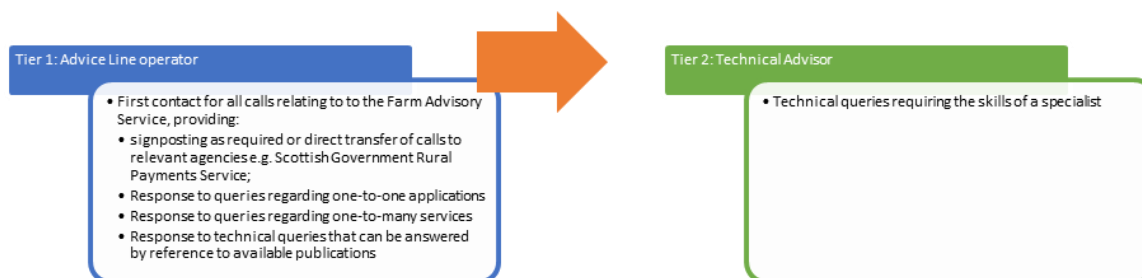 Tier 1: Advice Line operator
• First contact for all calls relating to to the Farm Advisory
Service, providing:
• signposting as required or direct transfer of calls to
relevant agencies e.g. Scottish Government Rural
Payments Service;
• Response to queries regarding one-to-one applications
• Response to queries regarding one-to-many services
• Response to technical queries that can be answered
by reference to available publications
Tier 2: Technical Advisor
• Technical queries requiring the skills of a specialist